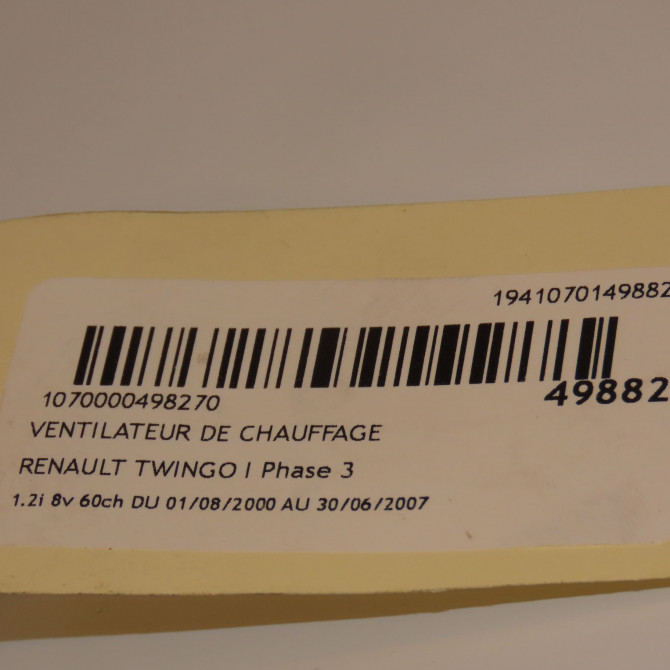 1941070149882
1070000498270
49882
VENTILATEUR DE CHAUFFAGE
RENAULT TWINGO I Phase 3
1.2i 8v 60ch DU 01/08/2000 AU 30/06/2007